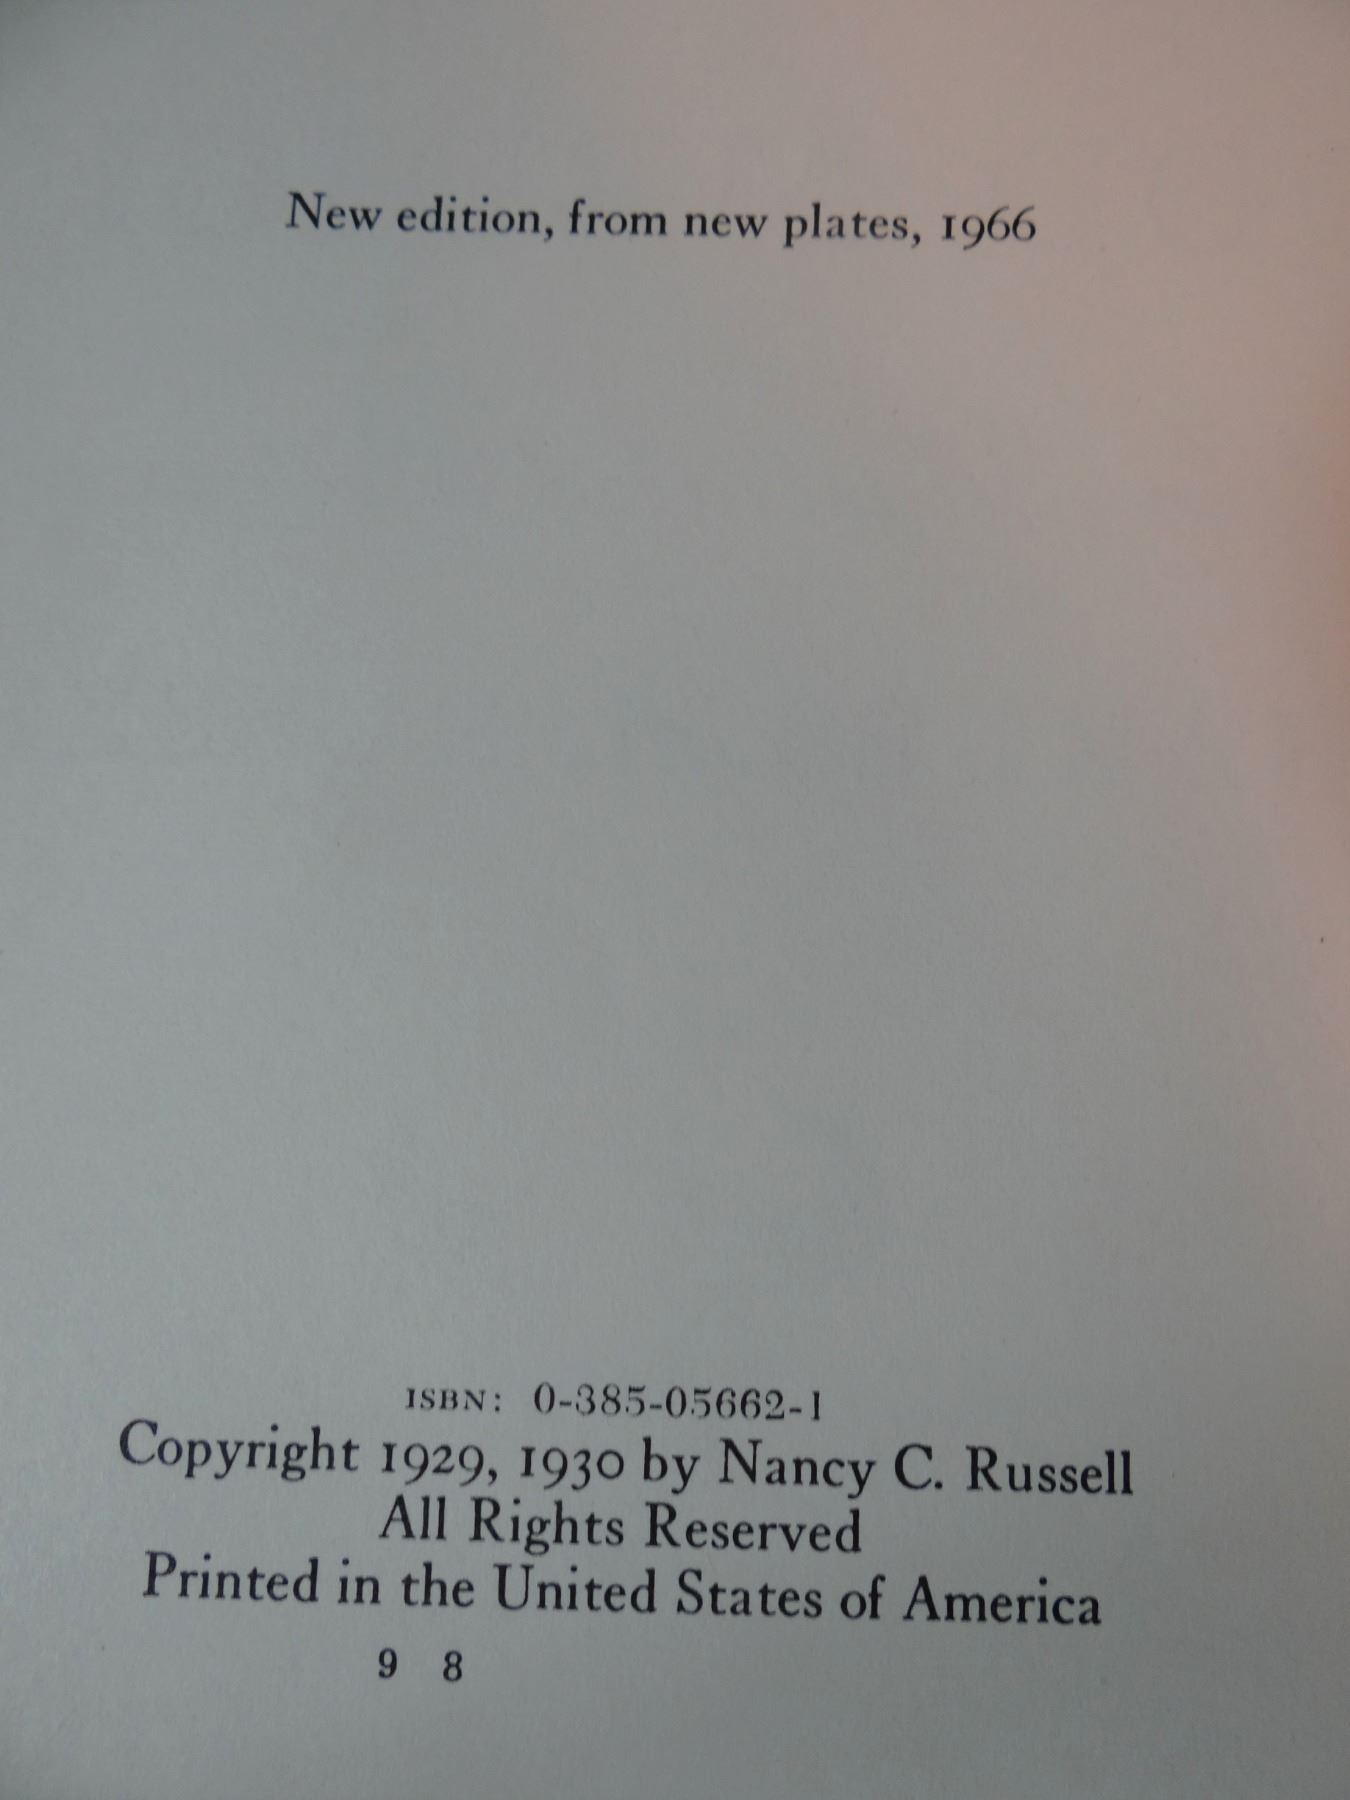 New edition, from new plates, 1966
ISBN: 0-385-05662-1
Copyright 1929, 1930 by Nancy C. Russell
All Rights Reserved
Printed in the United States of America
9 8